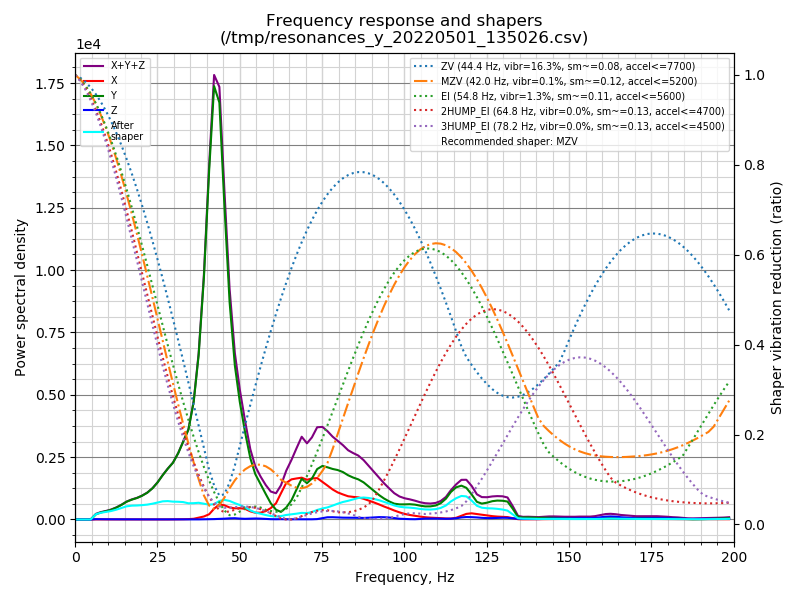 Frequency response and shapers
(/tmp/resonances_y_20220501_135026.csv)
1e4
X+Y+Z
X
Y
Z
After
shaper
ZV (44.4 Hz, vibr=16.3%, sm~=0.08, accel<=7700)
MZV (42.0 Hz, vibr=0.1%, sm~=0.12, accel<=5200)
EI (54.8 Hz, vibr=1.3%, sm~=0.11, accel<=5600)
2HUMP_EI (64.8 Hz, vibr=0.0%, sm~=0.13, accel<=4700)
3HUMP_EI (78.2 Hz, vibr=0.0%, sm~=0.13, accel<=4500)
Recommended shaper: MZV
1.75
1.50
1.25
1.00
0.75
0.50
0.25
0.00
Power spectral density
1.0
0.8
0.6
0.4
0.2
0.0
Shaper vibration reduction (ratio)
0 25 50 75 100 125 150 175 200
Frequency, Hz